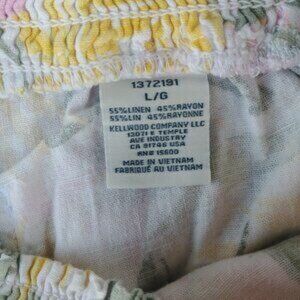 1372191
L/G
55%LINEN 45%RAYON
55%LIN 45%RAYONNE
KELLWOOD COMPANY LLC
13071 E TEMPLE
AVE INDUSTRY
CA 91746 USA
RN# 15600
MADE IN VIETNAM
FABRIQUÉ AU VIETNAM